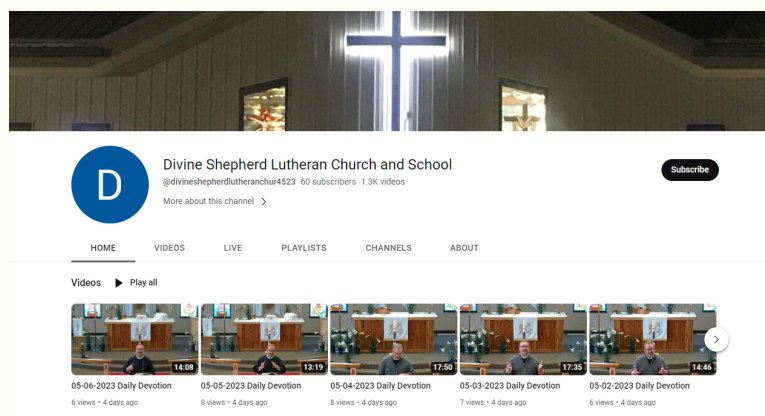 D
Divine Shepherd Lutheran Church and School
@divineshepherdlutheranchur4523 60 subscribers 1.3K videos
More about this channel
Subscribe
HOME VIDEOS LIVE PLAYLISTS CHANNELS ABOUT
Videos Play all
14:08 13:19 17:50 17:35 14:46
05-06-2023 Daily Devotion 05-05-2023 Daily Devotion 05-04-2023 Daily Devotion 05-03-2023 Daily Devotion 05-02-2023 Daily Devotion
6 views • 4 days ago 8 views • 4 days ago 8 views • 4 days ago 7 views • 4 days ago 6 views • 4 days ago